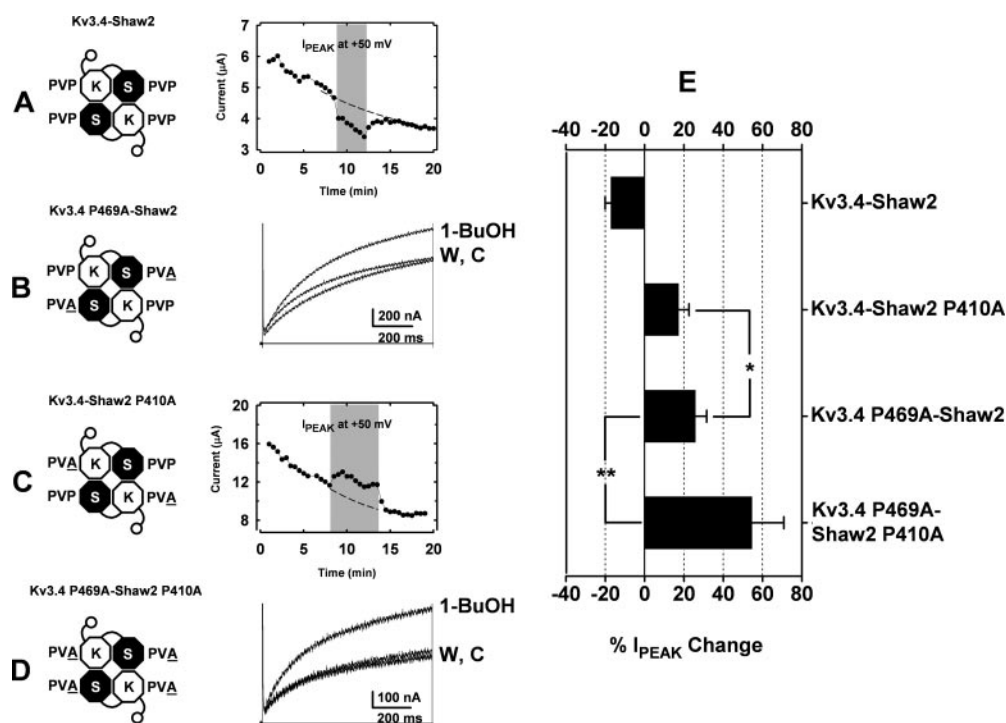 Kv3.4-Shaw2
A
PVP K S PVP
PVP S K PVP
I PEAK at +50 mV
Current (µA)
7
6
5
4
3
0 5 10 15 20
TIme (min)
Kv3.4 P469A-Shaw2
B
PVP K S PVA
PVA S K PVP
1-BuOH
W, C
200 nA
200 ms
Kv3.4-Shaw2 P410A
C
PVA K S PVP
PVP S K PVA
I PEAK at +50 mV
Current (µA)
20
16
12
8
0 5 10 15 20
Time (min)
Kv3.4 P469A-Shaw2 P410A
D
PVA K S PVA
PVA S K PVA
1-BuOH
W, C
100 nA
200 ms
E
-40 -20 0 20 40 60 80
Kv3.4-Shaw2
Kv3.4-Shaw2 P410A
*
Kv3.4 P469A-Shaw2
**
Kv3.4 P469A-
Shaw2 P410A
-40 -20 0 20 40 60 80
% I PEAK Change